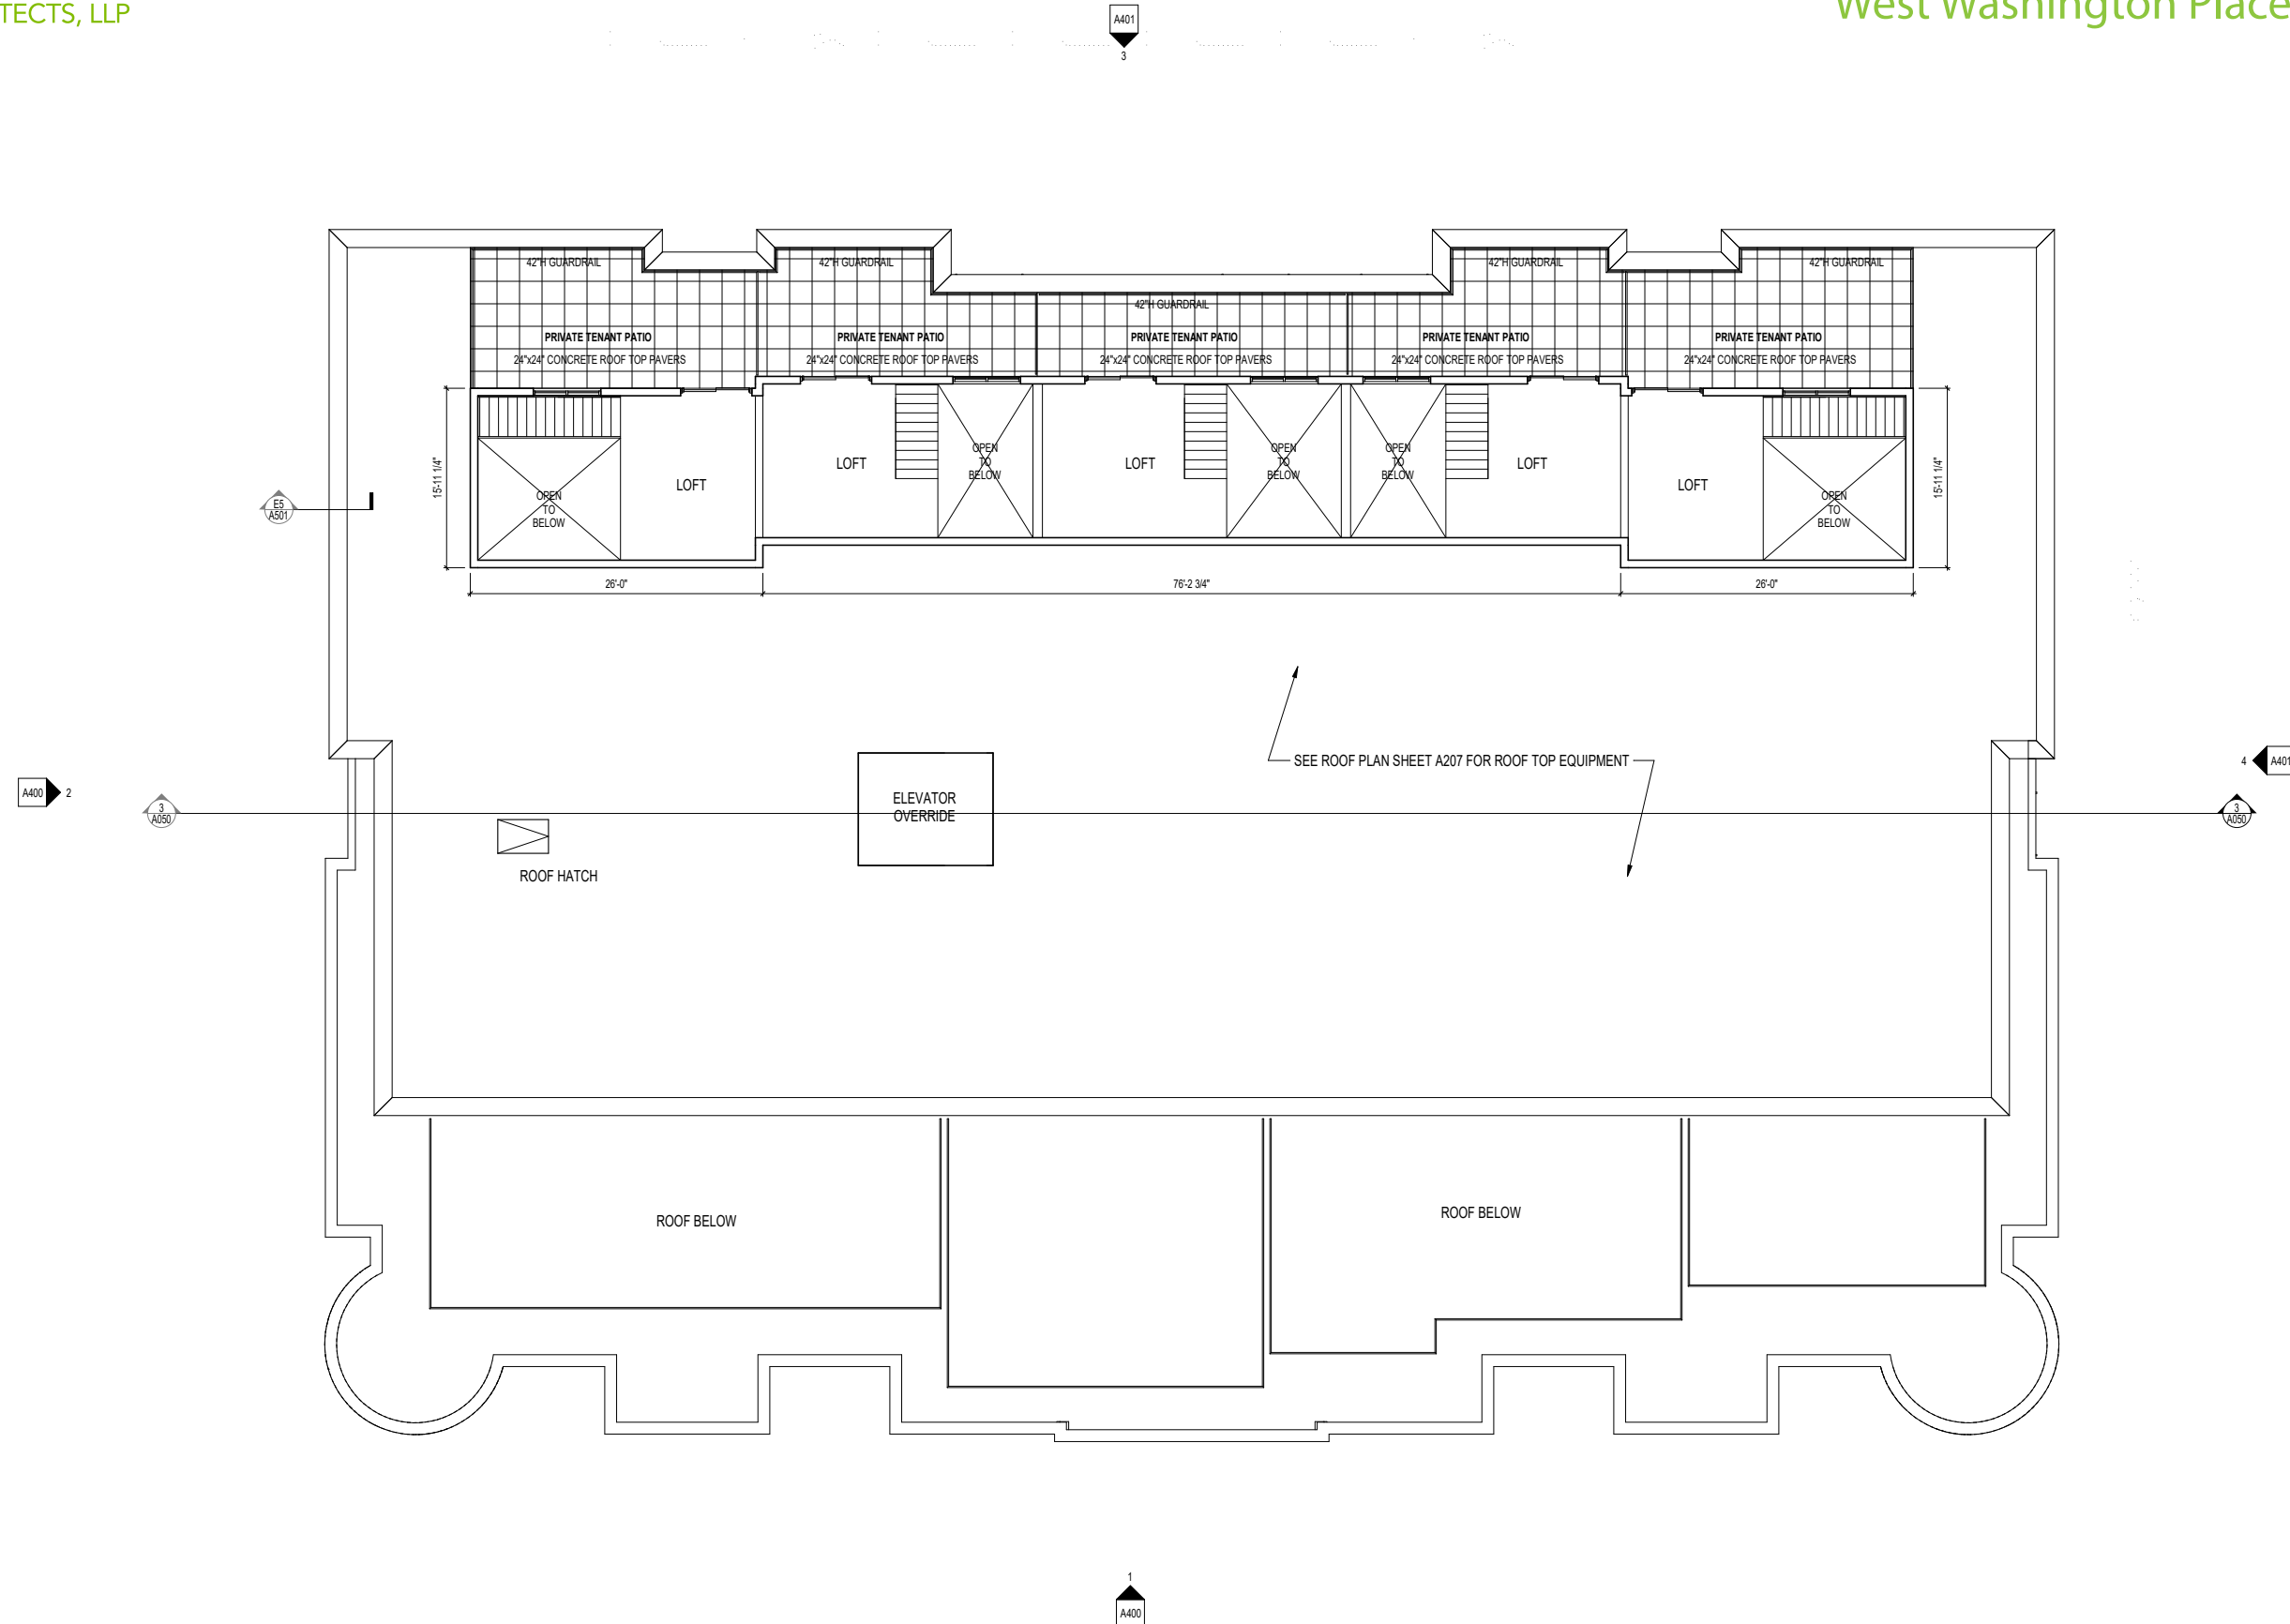 TECTS, LLP
West Washington Place
A401
3
42"H GUARDRAIL
42"H GUARDRAIL
42"H GUARDRAIL
42"H GUARDRAIL
42"H GUARDRAIL
PRIVATE TENANT PATIO
24"x24" CONCRETE ROOF TOP PAVERS
PRIVATE TENANT PATIO
24"x24" CONCRETE ROOF TOP PAVERS
PRIVATE TENANT PATIO
24"x24" CONCRETE ROOF TOP PAVERS
PRIVATE TENANT PATIO
24"x24" CONCRETE ROOF TOP PAVERS
PRIVATE TENANT PATIO
24"x24" CONCRETE ROOF TOP PAVERS
15'-11 1/4"
OPEN
TO
BELOW
LOFT
LOFT
OPEN
TO
BELOW
LOFT
OPEN
TO
BELOW
OPEN
TO
BELOW
LOFT
LOFT
OPEN
TO
BELOW
15'-11 1/4"
E5
A501
26'-0"
76'-2 3/4"
26'-0"
SEE ROOF PLAN SHEET A207 FOR ROOF TOP EQUIPMENT
A400
2
3
A050
ELEVATOR
OVERRIDE
4
A401
3
A050
ROOF HATCH
ROOF BELOW
ROOF BELOW
1
A400